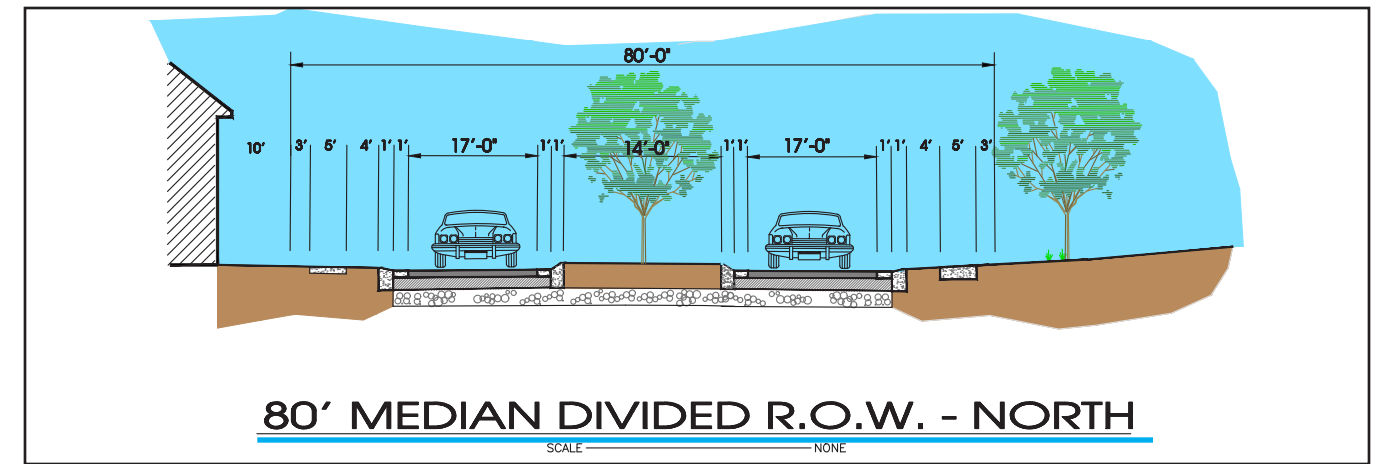 80'-0"
10' 3' 5' 4' 1' 1' 17'-0" 1' 1' 14'-0" 1' 1' 17'-0" 1' 1' 4' 5' 3'
80' MEDIAN DIVIDED R.O.W. - NORTH
SCALE NONE